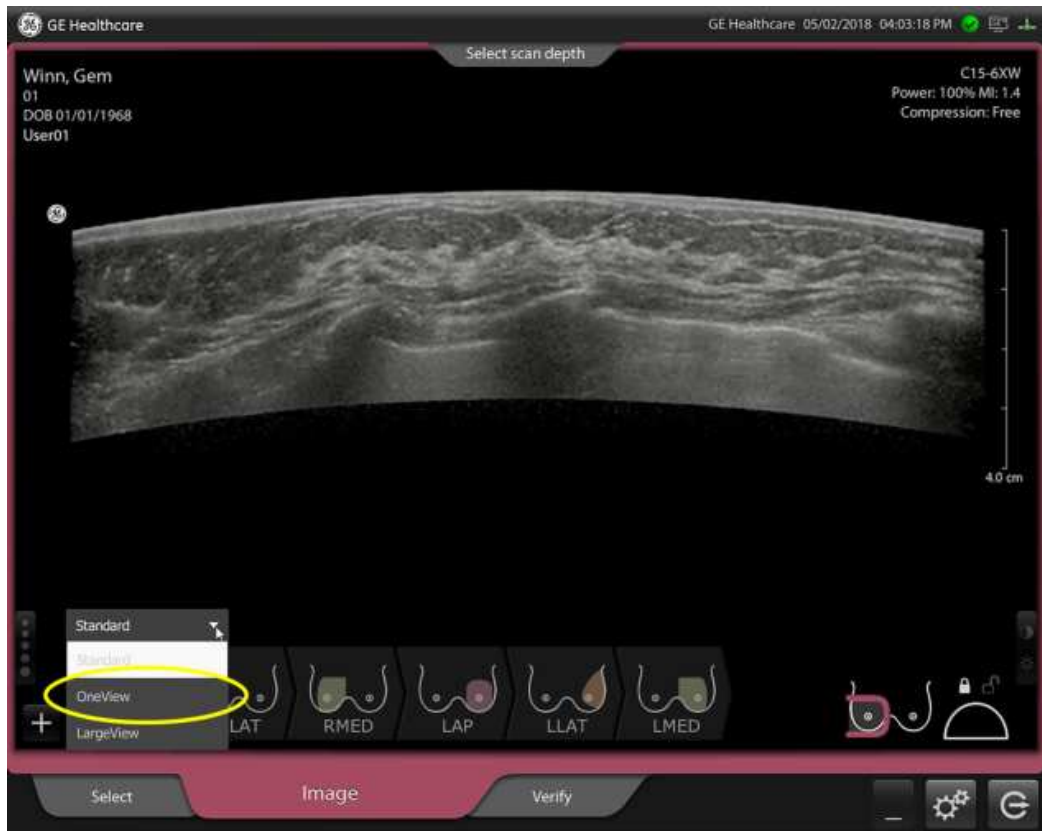 GE Healthcare
GE Healthcare 05/02/2018 04:03:18 PM
Select scan depth
Winn, Gem
01
DOB 01/01/1968
User01
C15-6XW
Power: 100% MI: 1.4
Compression: Free
4.0 cm
Standard
Standard
OneView
LargeView
LAT
RMED
LAP
LLAT
LMED
Select
Image
Verify